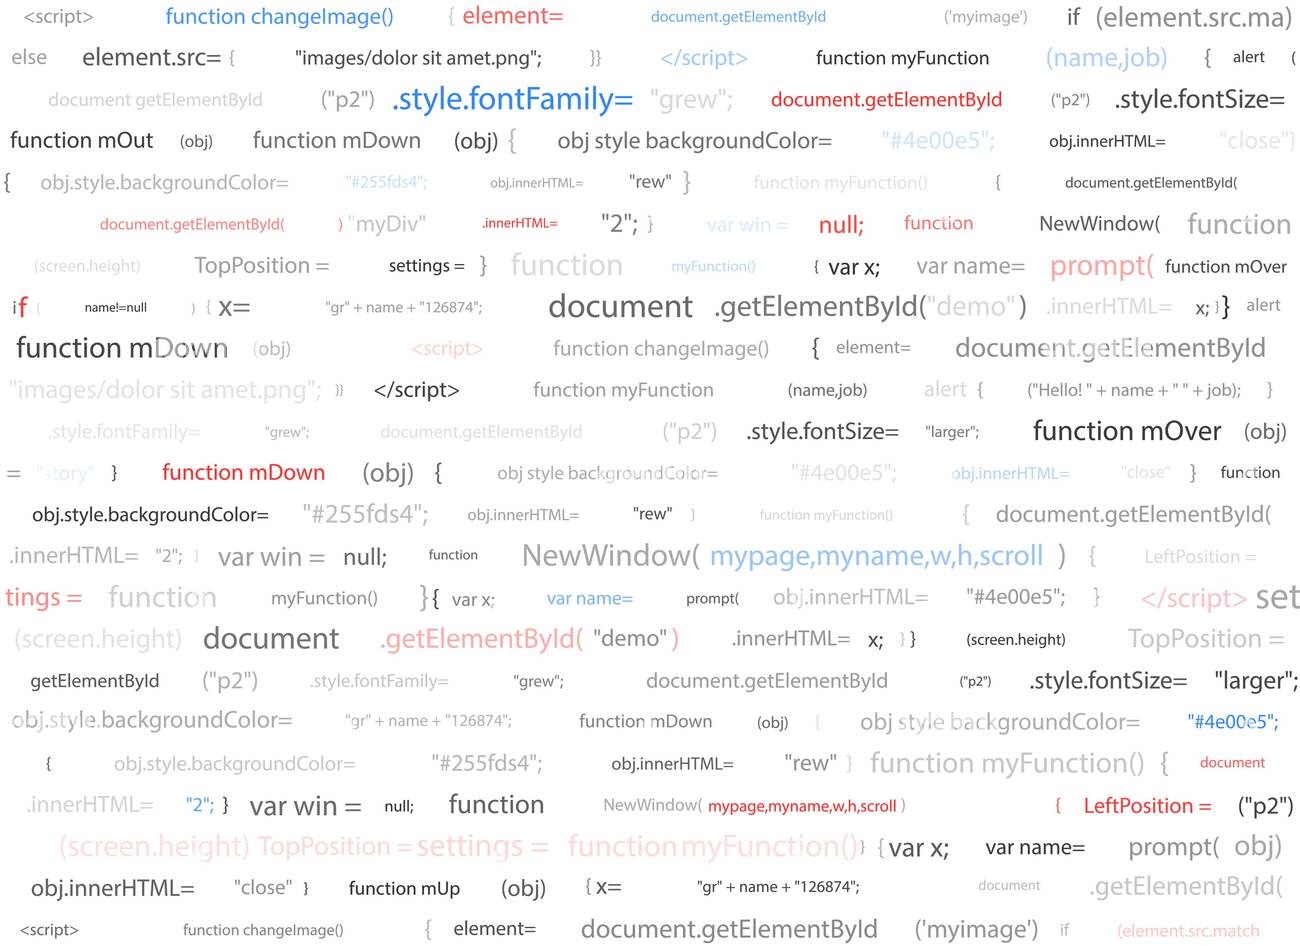 <script> function changeImage() { element= document.getElementById ('myimage') if (element.src.ma)
else element.src= { "images/dolor sit amet.png"; }} </script> function myFunction (name,job) { alert (
document getElementById ("p2") .style.fontFamily= "grew"; document.getElementById ("p2") .style.fontSize=
function mOut (obj) function mDown (obj) { obj style backgroundColor= "#4e00e5"; obj.innerHTML= "close"}
{ obj.style.backgroundColor= "#255fds4"; obj.innerHTML= "rew" } function myFunction() { document.getElementById(
document.getElementById( ) "myDiv" .innerHTML= "2"; } var win = null; function NewWindow( function
(screen.height) TopPosition = settings = } function myFunction() { var x; var name= prompt( function mOver
if ( name!=null ) { x= "gr" + name + "126874"; document .getElementById("demo") .innerHTML= x; } } alert
function mDown (obj) <script> function changeImage() { element= document.getElementById
"images/dolor sit amet.png"; }} </script> function myFunction (name,job) alert { ("Hello! " + name + " " + job); }
.style.fontFamily= "grew"; document.getElementById ("p2") .style.fontSize= "larger"; function mOver (obj)
= "story" } function mDown (obj) { obj style backgroundColor= "#4e00e5"; obj.innerHTML= "close" } function
obj.style.backgroundColor= "#255fds4"; obj.innerHTML= "rew" } function myFunction() { document.getElementById(
.innerHTML= "2"; } var win = null; function NewWindow( mypage,myname,w,h,scroll ) { LeftPosition =
tings = function myFunction() } { var x; var name= prompt( obj.innerHTML= "#4e00e5"; } </script> set
(screen.height) document .getElementById( "demo" ) .innerHTML= x; } } (screen.height) TopPosition =
getElementById ("p2") .style.fontFamily= "grew"; document.getElementById ("p2") .style.fontSize= "larger";
obj.style.backgroundColor= "gr" + name + "126874"; function mDown (obj) { obj style backgroundColor= "#4e00e5";
{ obj.style.backgroundColor= "#255fds4"; obj.innerHTML= "rew" } function myFunction() { document
.innerHTML= "2"; } var win = null; function NewWindow( mypage,myname,w,h,scroll ) { LeftPosition = ("p2")
(screen.height) TopPosition = settings = function myFunction() } { var x; var name= prompt( obj)
obj.innerHTML= "close" } function mUp (obj) { x= "gr" + name + "126874"; document .getElementById(
<script> function changeImage() { element= document.getElementById ('myimage') if (element.src.match